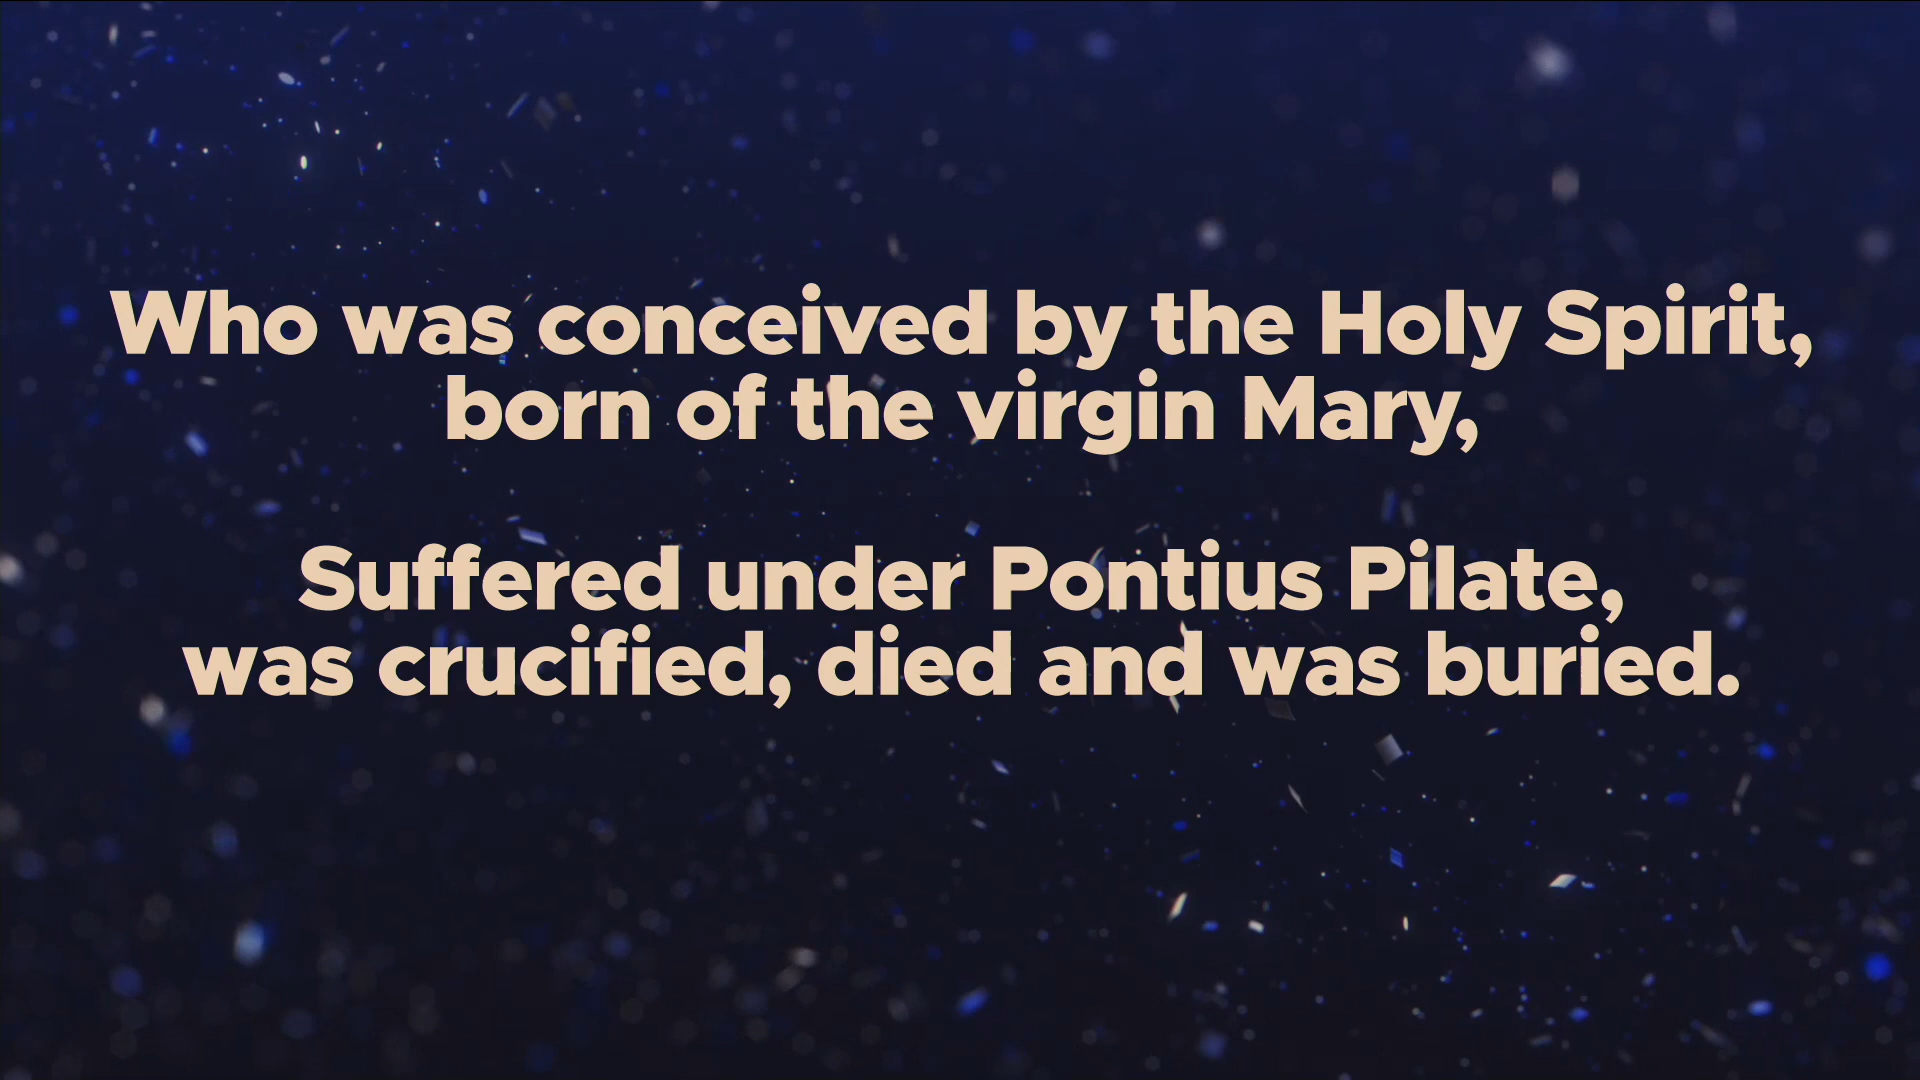 Who was conceived by the Holy Spirit,
born of the virgin Mary,
Suffered under Pontius Pilate,
was crucified, died and was buried.